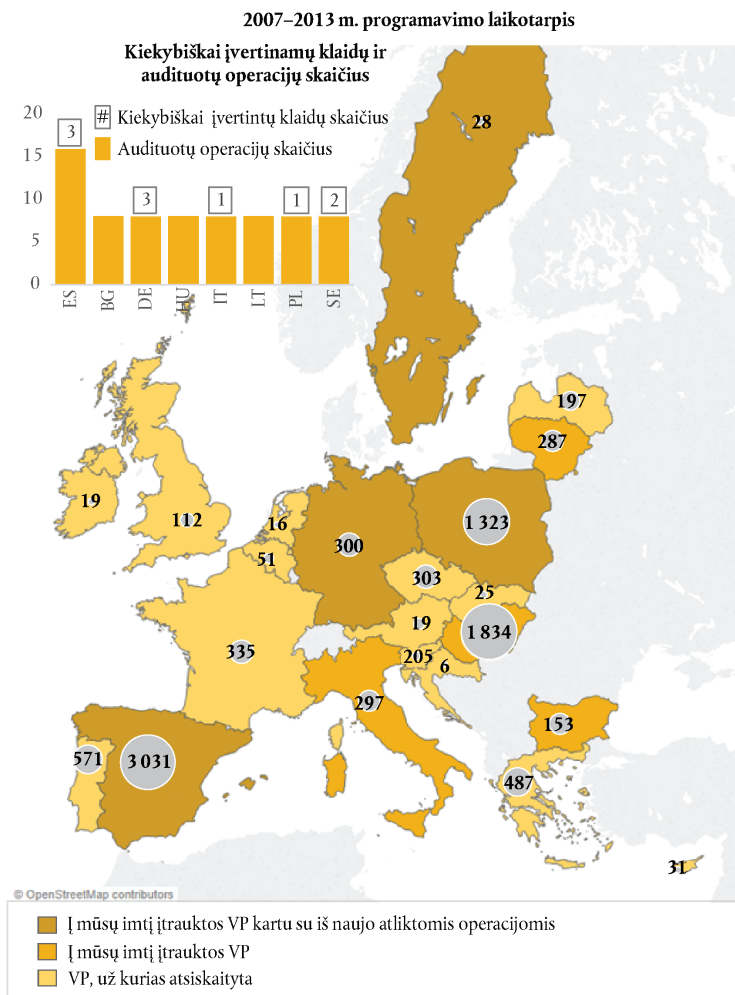 2007–2013 m. programavimo laikotarpis
Kiekybiškai įvertinamų klaidų ir
audituotų operacijų skaičius
# Kiekybiškai įvertintų klaidų skaičius
Audituotų operacijų skaičius
20
15
10
5
0
3
3
1
1
2
ES
BG
DE
HU
IT
LT
PL
SE
28
197
287
19
112
16
51
300
1 323
303
25
19
1 834
335
205
6
297
153
571
3 031
487
31
© OpenStreetMap contributors
Į mūsų imtį įtrauktos VP kartu su iš naujo atliktomis operacijomis
Į mūsų imtį įtrauktos VP
VP, už kurias atsiskaityta